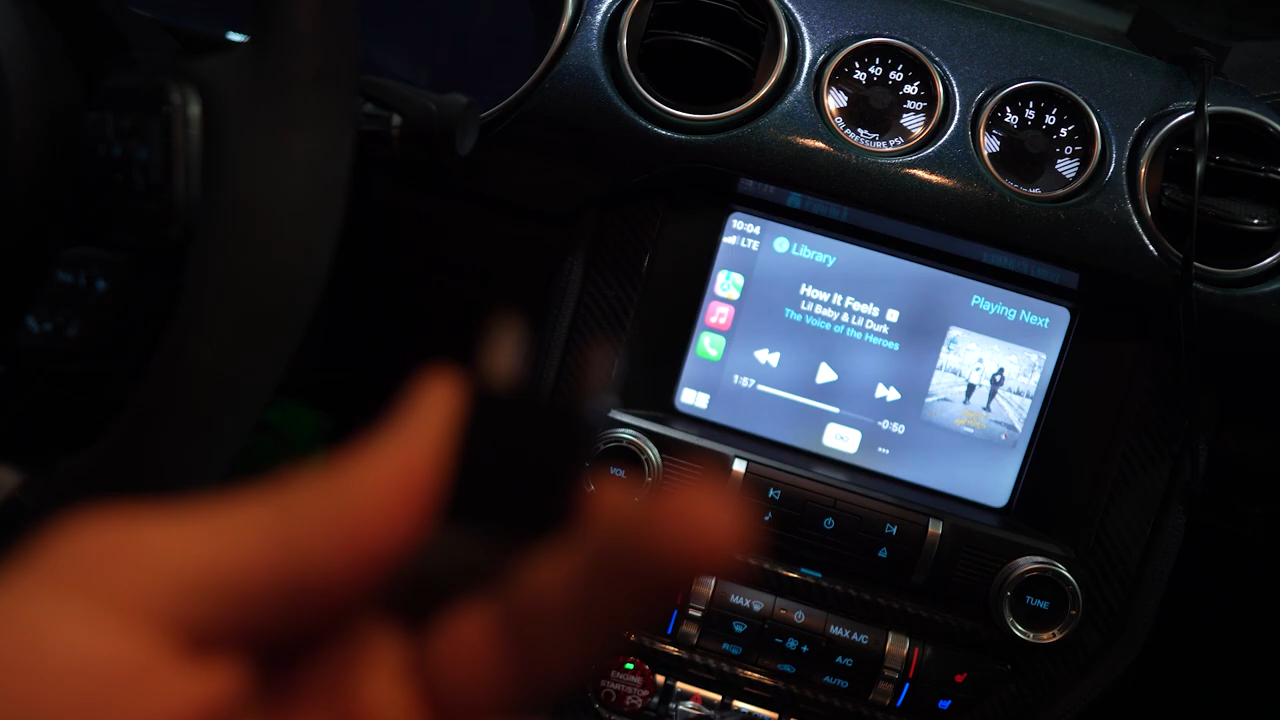 20 40 60 80 100
OIL PRESSURE PSI
20 15 10 5 0
10:04
LTE
Library
How It Feels E
Lil Baby & Lil Durk
The Voice of the Heroes
Playing Next
1:57
-0:50
VOL
TUNE
MAX
MAX A/C
R
A/C
AUTO
ENGINE
START/STOP